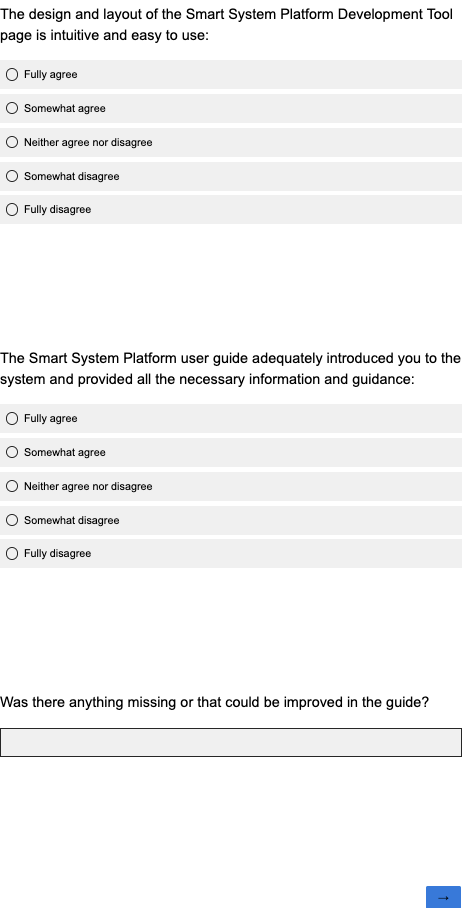 The design and layout of the Smart System Platform Development Tool
page is intuitive and easy to use:
Fully agree
Somewhat agree
Neither agree nor disagree
Somewhat disagree
Fully disagree
The Smart System Platform user guide adequately introduced you to the
system and provided all the necessary information and guidance:
Fully agree
Somewhat agree
Neither agree nor disagree
Somewhat disagree
Fully disagree
Was there anything missing or that could be improved in the guide?
→